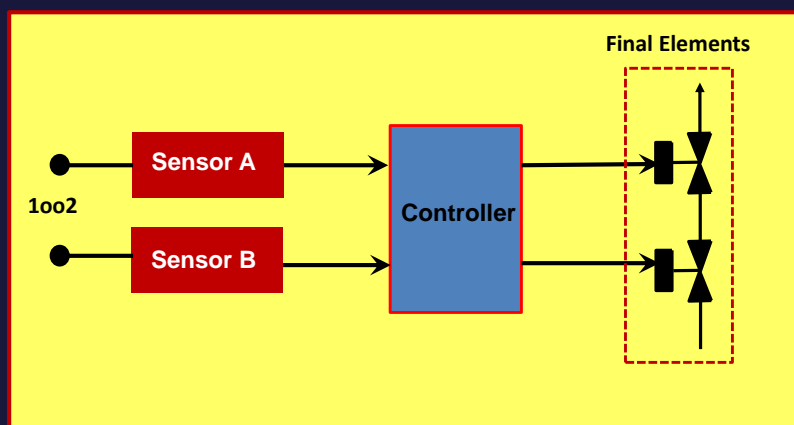 Final Elements
Sensor A
1oo2
Controller
Sensor B